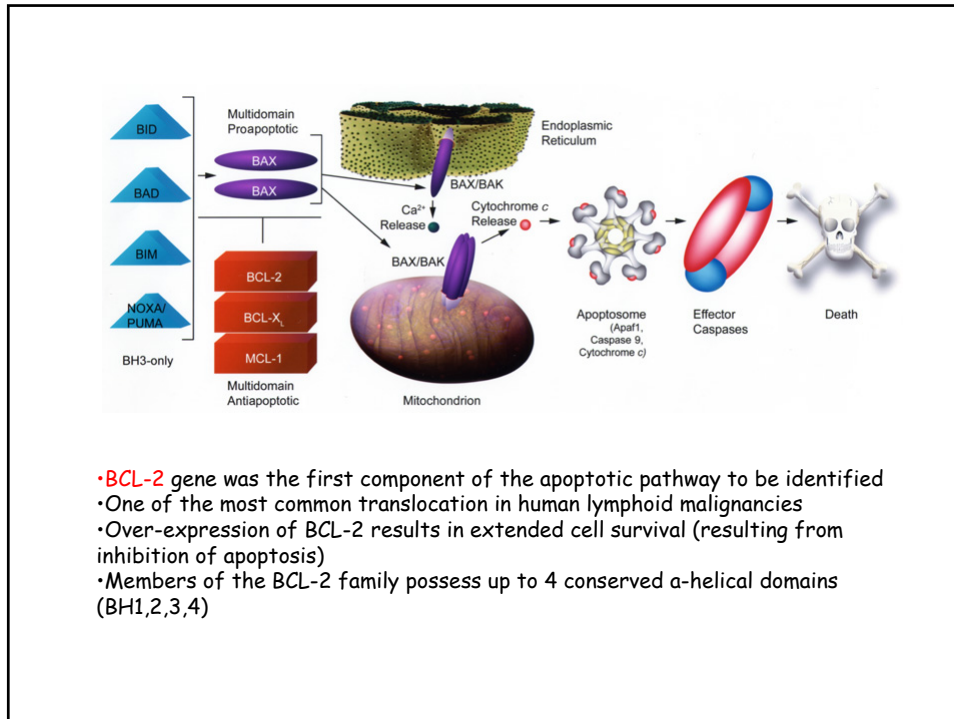 BID
BAD
BIM
NOXA/
PUMA
BH3-only
Multidomain
Proapoptotic
BAX
BAX
BCL-2
BCL-XL
MCL-1
Multidomain
Antiapoptotic
Endoplasmic
Reticulum
BAX/BAK
Ca2+
Release
Cytochrome c
Release
BAX/BAK
Mitochondrion
Apoptosome
(Apaf1,
Caspase 9,
Cytochrome c)
Effector
Caspases
Death
•BCL-2 gene was the first component of the apoptotic pathway to be identified
•One of the most common translocation in human lymphoid malignancies
•Over-expression of BCL-2 results in extended cell survival (resulting from
inhibition of apoptosis)
•Members of the BCL-2 family possess up to 4 conserved a-helical domains
(BH1,2,3,4)